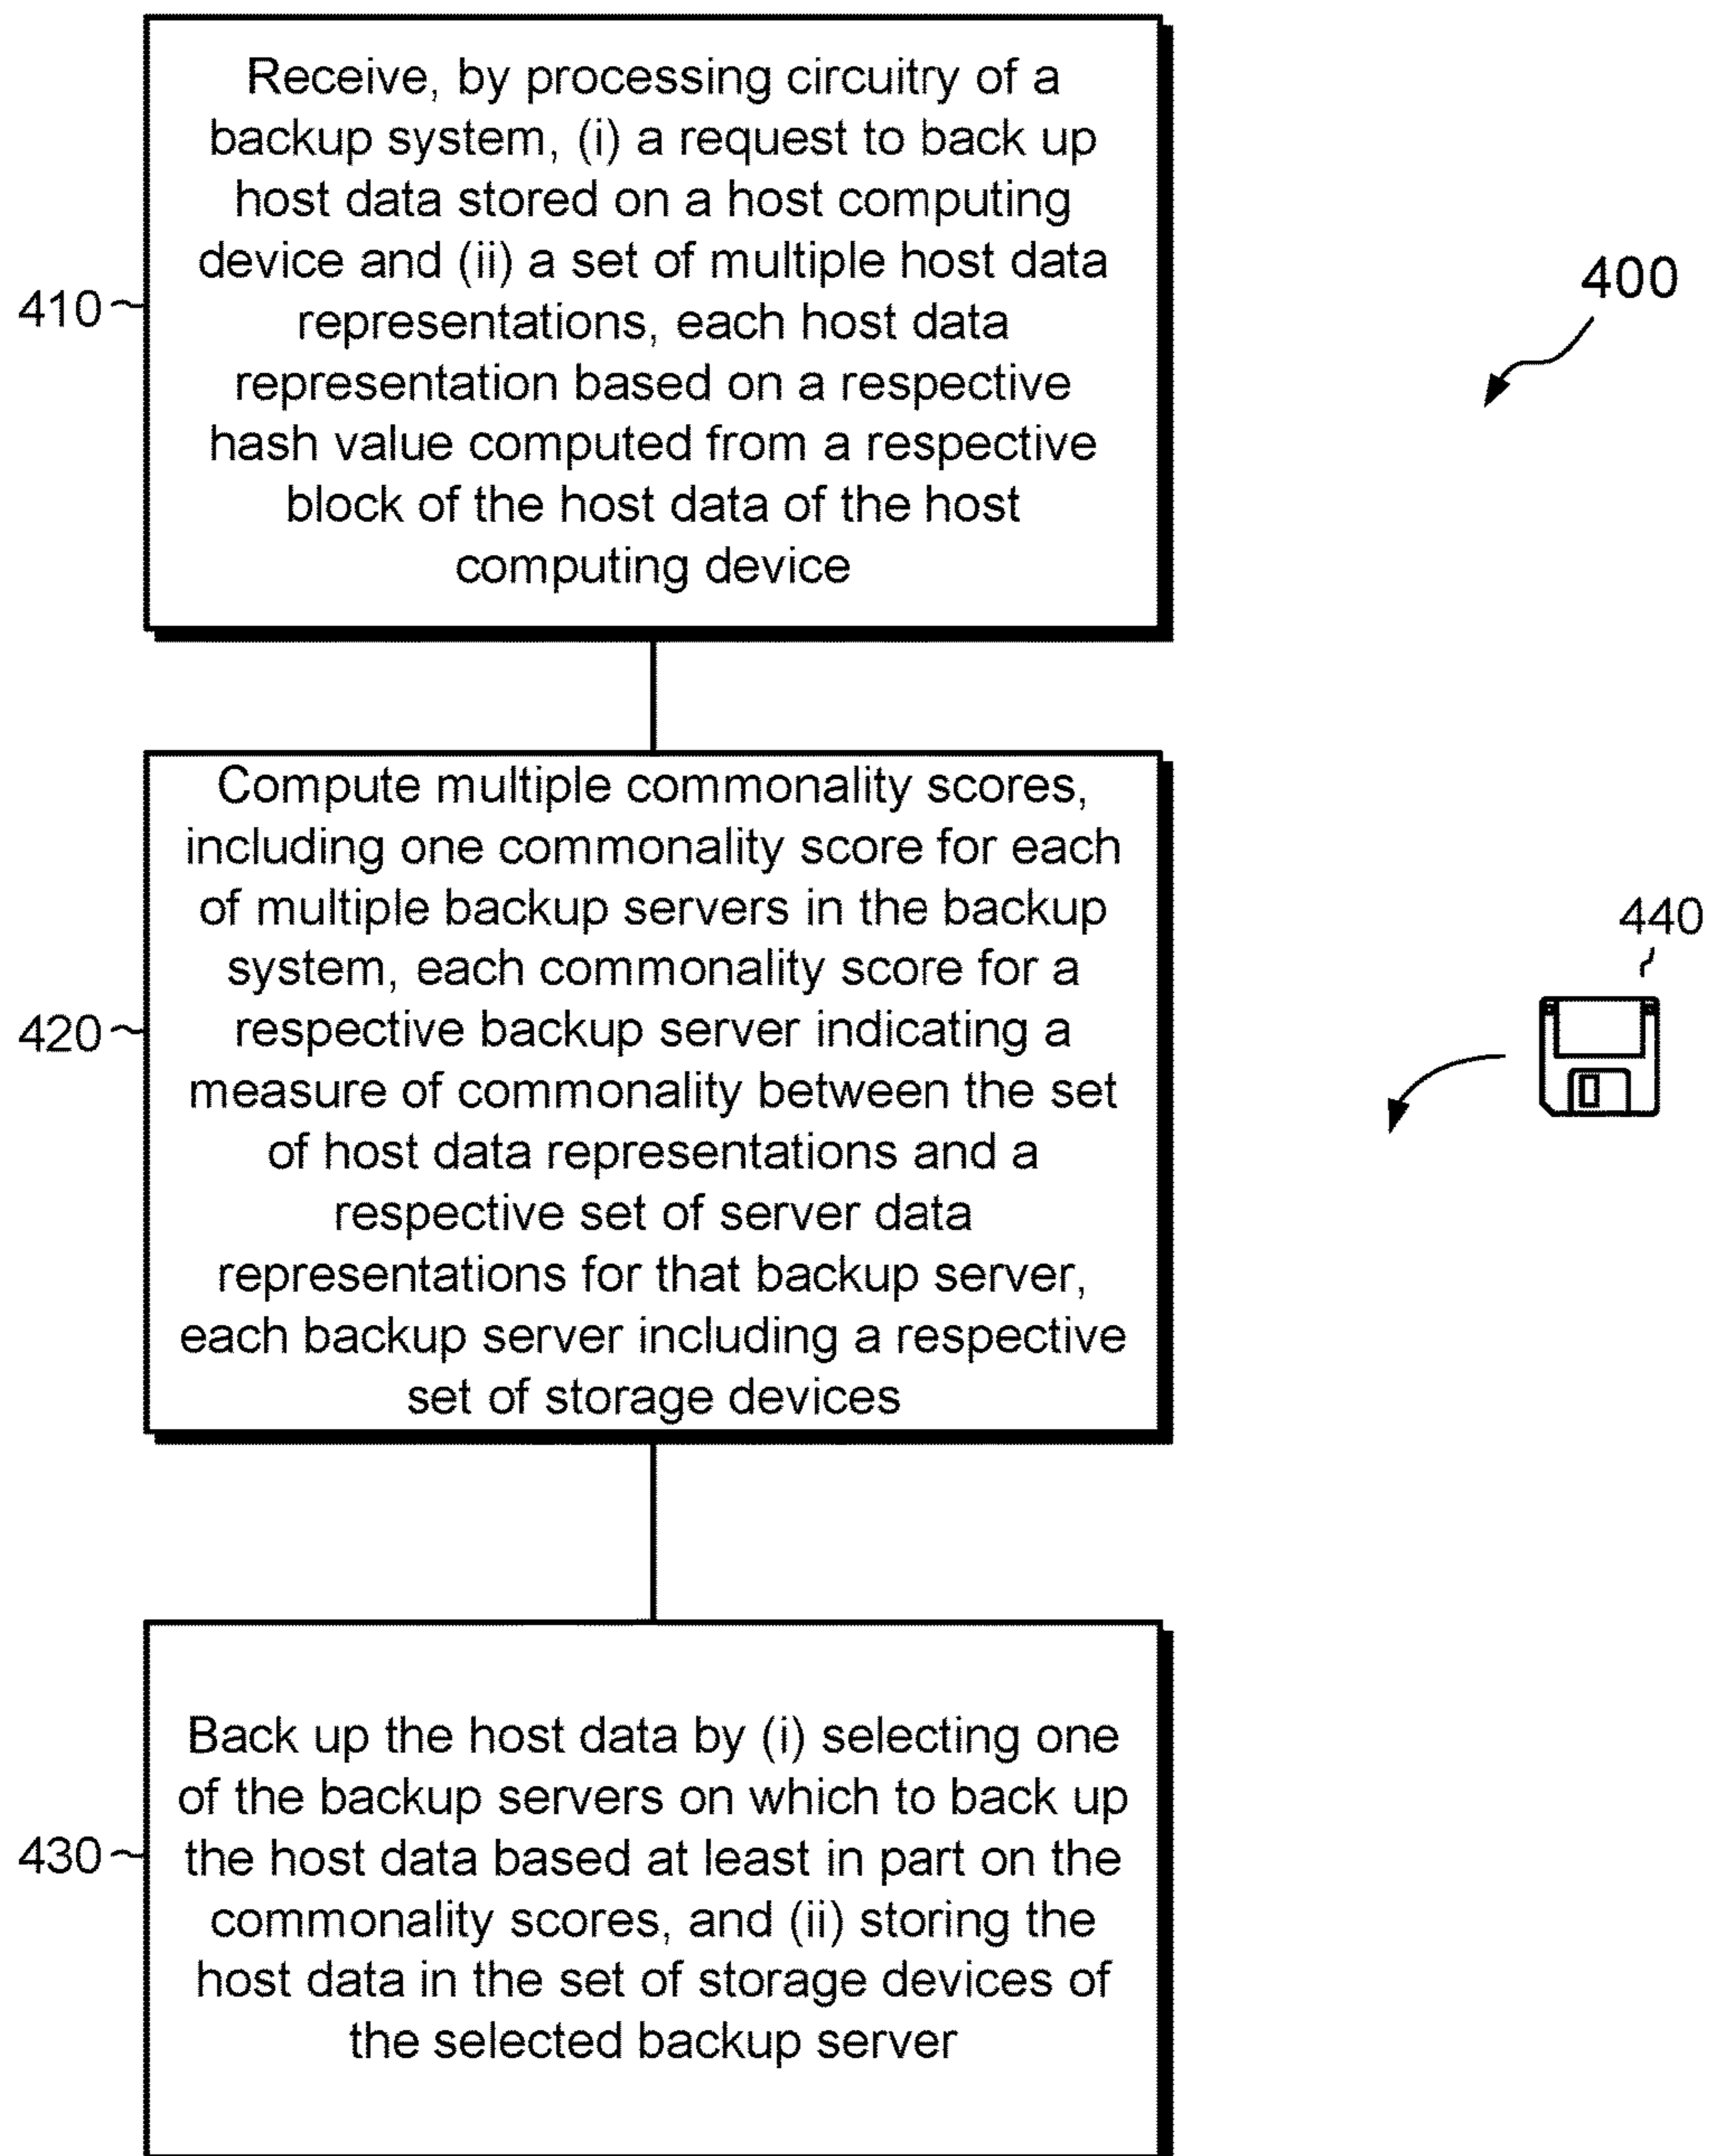 Receive, by processing circuitry of a
backup system, (i) a request to back up
host data stored on a host computing
device and (ii) a set of multiple host data
representations, each host data
representation based on a respective
hash value computed from a respective
block of the host data of the host
computing device
410
400
Compute multiple commonality scores,
including one commonality score for each
of multiple backup servers in the backup
system, each commonality score for a
respective backup server indicating a
measure of commonality between the set
of host data representations and a
respective set of server data
representations for that backup server,
each backup server including a respective
set of storage devices
420
440
Back up the host data by (i) selecting one
of the backup servers on which to back up
the host data based at least in part on the
commonality scores, and (ii) storing the
host data in the set of storage devices of
the selected backup server
430